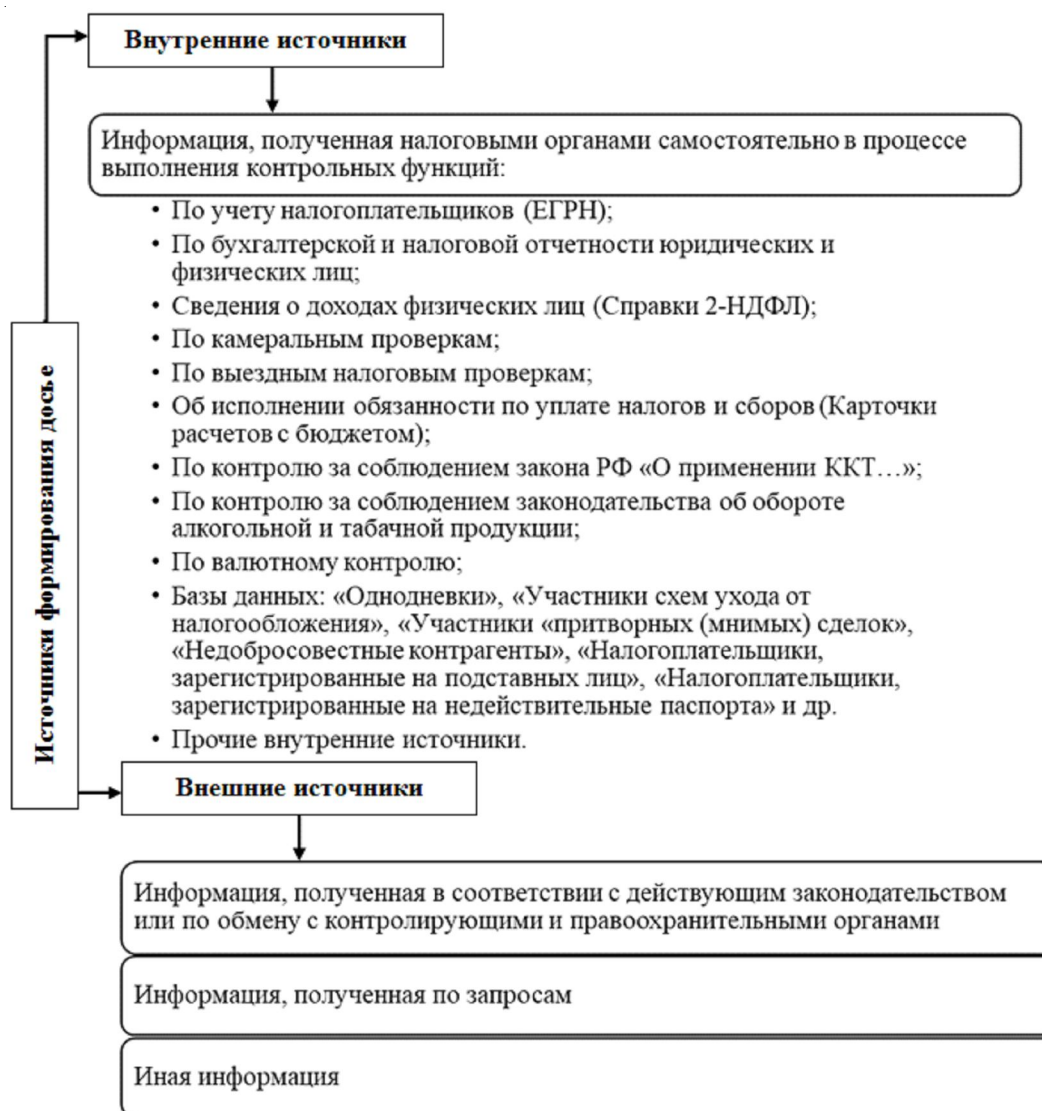 Внутренние источники
Информация, полученная налоговыми органами самостоятельно в процессе
выполнения контрольных функций:
• По учету налогоплательщиков (ЕГРН);
• По бухгалтерской и налоговой отчетности юридических и
физических лиц;
• Сведения о доходах физических лиц (Справки 2-НДФЛ);
• По камеральным проверкам;
• По выездным налоговым проверкам;
• Об исполнении обязанности по уплате налогов и сборов (Карточки
расчетов с бюджетом);
• По контролю за соблюдением закона РФ «О применении ККТ…»;
• По контролю за соблюдением законодательства об обороте
алкогольной и табачной продукции;
• По валютному контролю;
• Базы данных: «Однодневки», «Участники схем ухода от
налогообложения», «Участники «притворных (мнимых) сделок»,
«Недобросовестные контрагенты», «Налогоплательщики,
зарегистрированные на подставных лиц», «Налогоплательщики,
зарегистрированные на недействительные паспорта» и др.
• Прочие внутренние источники.
Источники формирования досье
Внешние источники
Информация, полученная в соответствии с действующим законодательством
или по обмену с контролирующими и правоохранительными органами
Информация, полученная по запросам
Иная информация